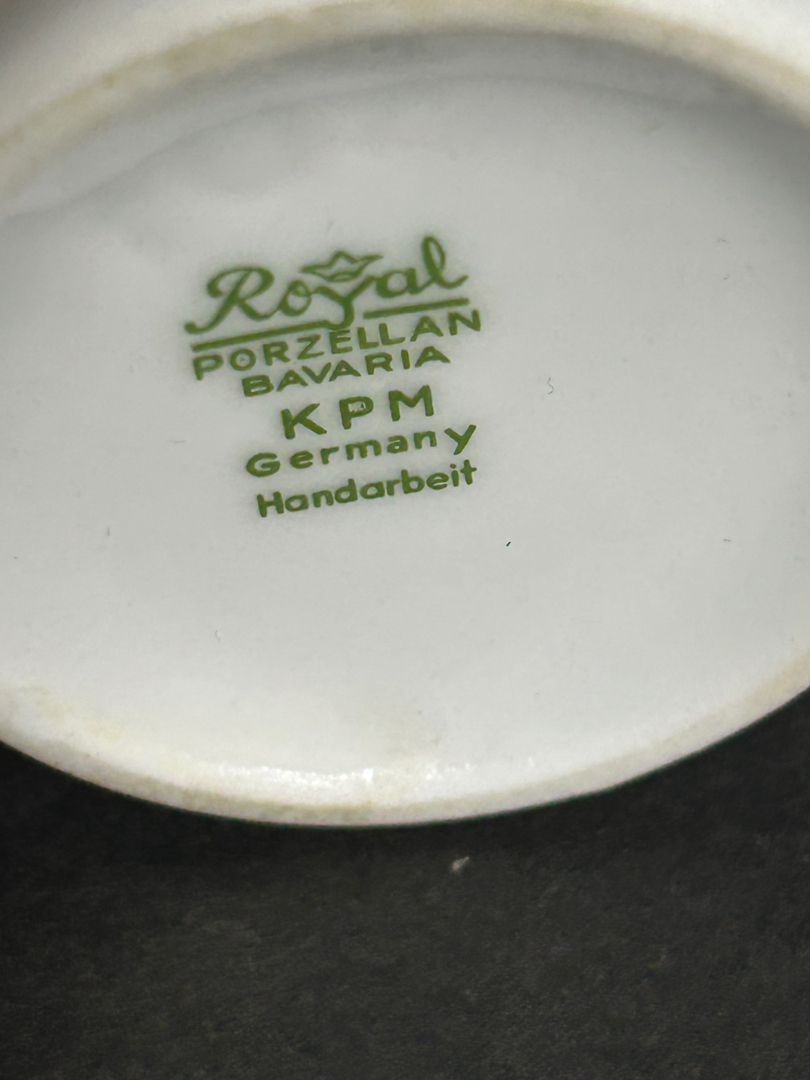 Royal
PORZELLAN
BAVARIA
KPM
Germany
Handarbeit